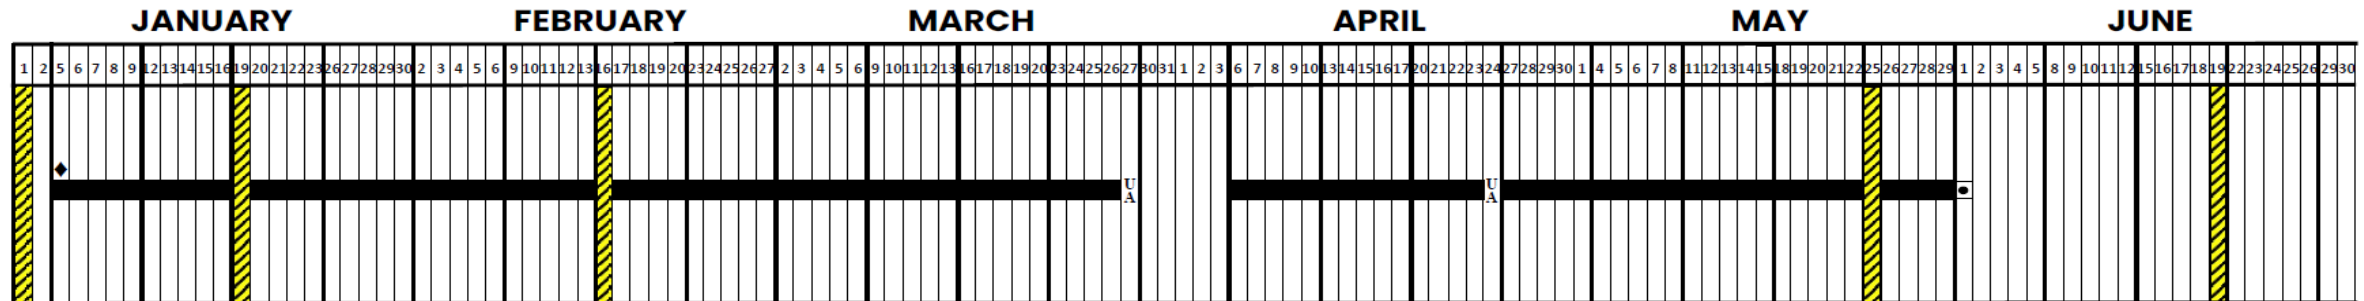 JANUARY FEBRUARY MARCH APRIL MAY JUNE
1 2 5 6 7 8 9 12 13 14 15 16 19 20 21 22 23 26 27 28 29 30 2 3 4 5 6 9 10 11 12 13 16 17 18 19 20 23 24 25 26 27 2 3 4 5 6 9 10 11 12 13 16 17 18 19 20 23 24 25 26 27 30 31 1 2 3 6 7 8 9 10 13 14 15 16 17 20 21 22 23 24 27 28 29 30 1 4 5 6 7 8 11 12 13 14 15 18 19 20 21 22 25 26 27 28 29 1 2 3 4 5 8 9 10 11 12 15 16 17 18 19 22 23 24 25 26 29 30
U U
A A